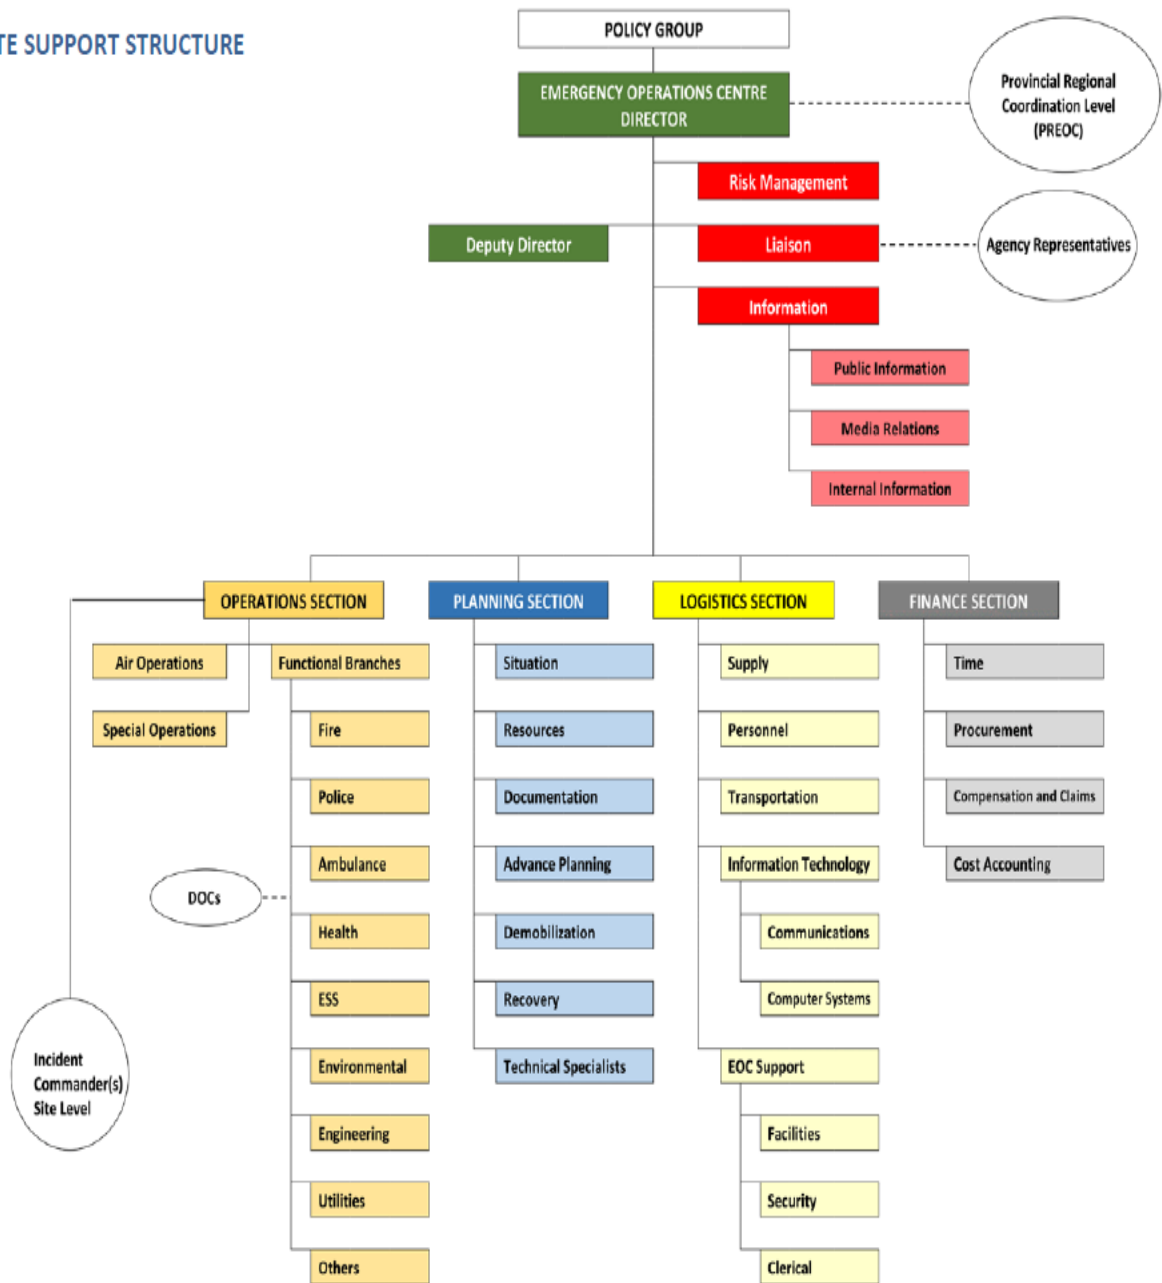 TE SUPPORT STRUCTURE
POLICY GROUP
EMERGENCY OPERATIONS CENTRE
DIRECTOR
Provincial Regional
Coordination Level
(PREOC)
Risk Management
Deputy Director
Liaison
Agency Representatives
Information
Public Information
Media Relations
Internal Information
OPERATIONS SECTION
PLANNING SECTION
LOGISTICS SECTION
FINANCE SECTION
Air Operations
Functional Branches
Situation
Supply
Time
Special Operations
Fire
Resources
Personnel
Procurement
Police
Documentation
Transportation
Compensation and Claims
Ambulance
Advance Planning
Information Technology
Cost Accounting
DOCs
Health
Demobilization
Communications
ESS
Recovery
Computer Systems
Incident
Commander(s)
Site Level
Environmental
Technical Specialists
EOC Support
Engineering
Facilities
Utilities
Security
Others
Clerical